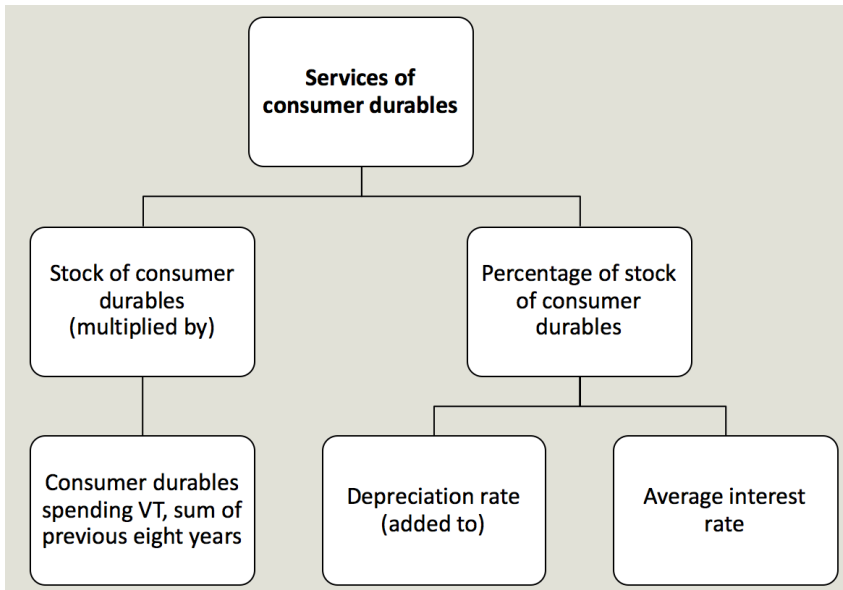 Services of
consumer durables
Stock of consumer
durables
(multiplied by)
Percentage of stock
of consumer
durables
Consumer durables
spending VT, sum of
previous eight years
Depreciation rate
(added to)
Average interest
rate